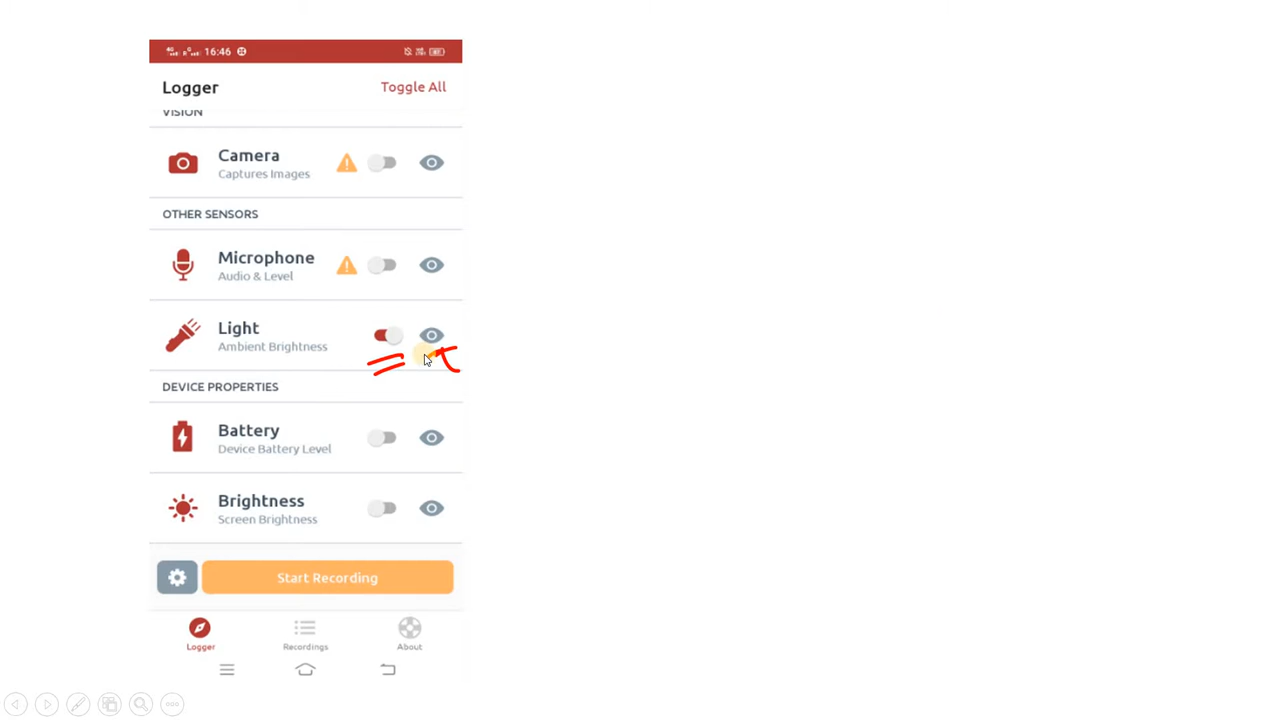 16:46
Logger Toggle All
VISION
Camera
Captures Images
OTHER SENSORS
Microphone
Audio & Level
Light
Ambient Brightness
DEVICE PROPERTIES
Battery
Device Battery Level
Brightness
Screen Brightness
Start Recording
Logger Recordings About